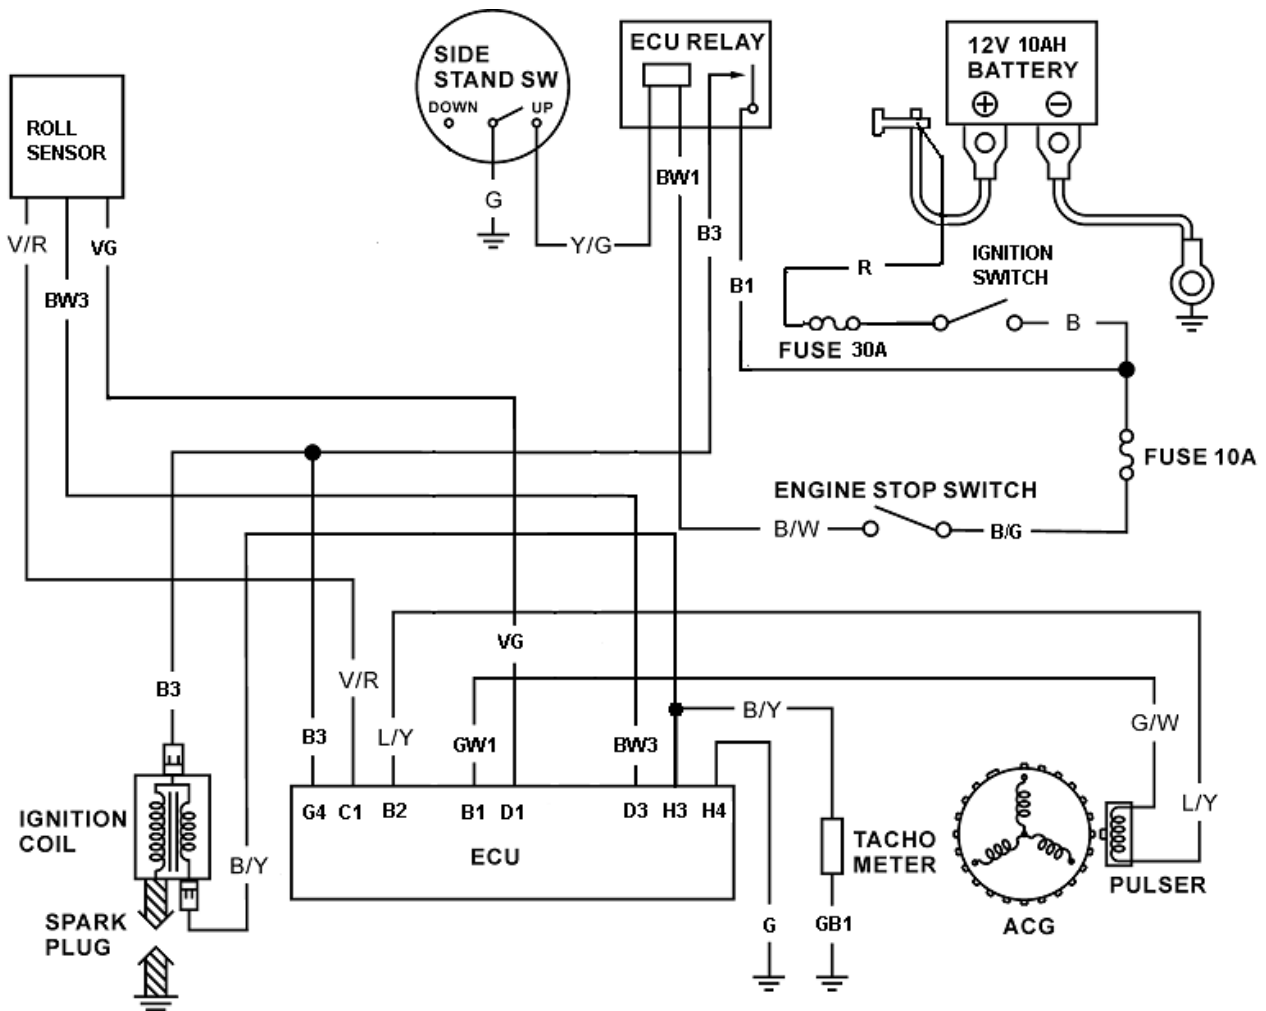 SIDE
STAND SW
DOWN
UP
G
Y/G
ECU RELAY
BW1
B3
B1
12V 10AH
BATTERY
+
−
R
IGNITION
SWITCH
B
FUSE 30A
FUSE 10A
ENGINE STOP SWITCH
B/W
B/G
ROLL
SENSOR
V/R
BW3
VG
B3
B3
V/R
L/Y
GW1
VG
BW3
B/Y
G/W
L/Y
G4 C1 B2 B1 D1 D3 H3 H4
ECU
IGNITION
COIL
B/Y
SPARK
PLUG
G
TACHO
METER
GB1
ACG
PULSER